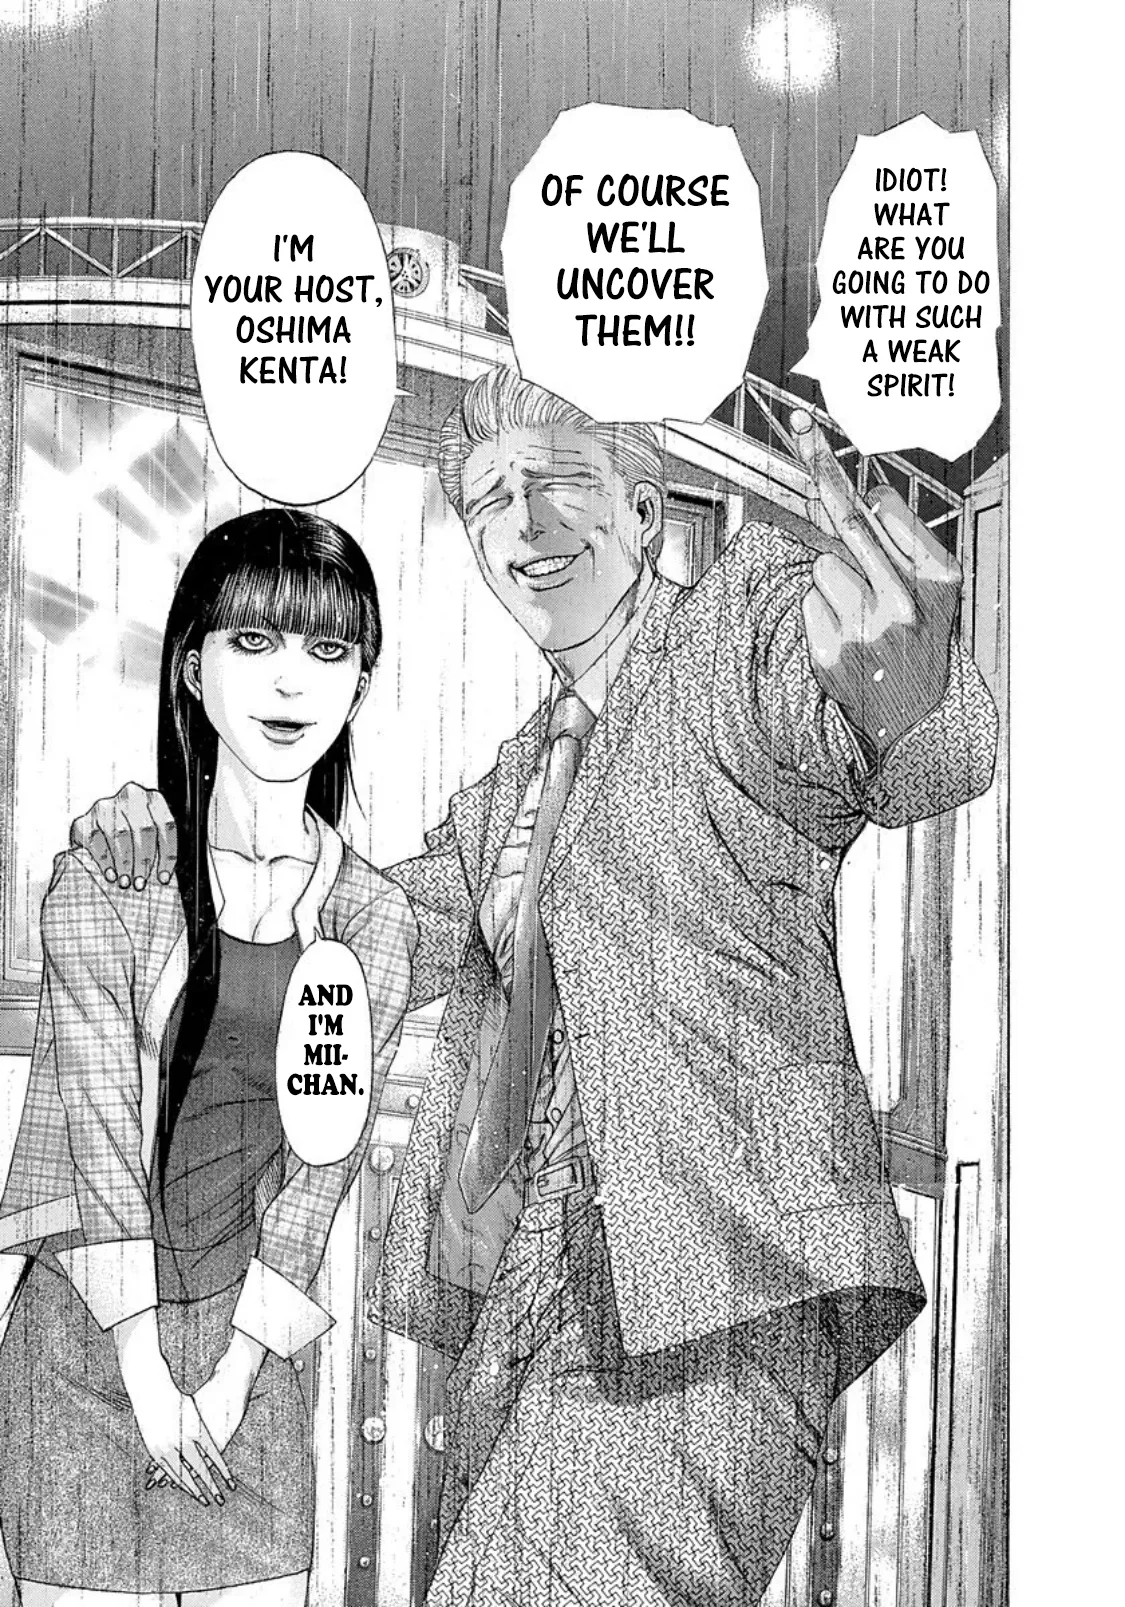 IDIOT!
WHAT
ARE YOU
GOING TO DO
WITH SUCH
A WEAK
SPIRIT!
OF COURSE
WE'LL
UNCOVER
THEM!!
I'M
YOUR HOST,
OSHIMA
KENTA!
AND
I'M
MII-
CHAN.